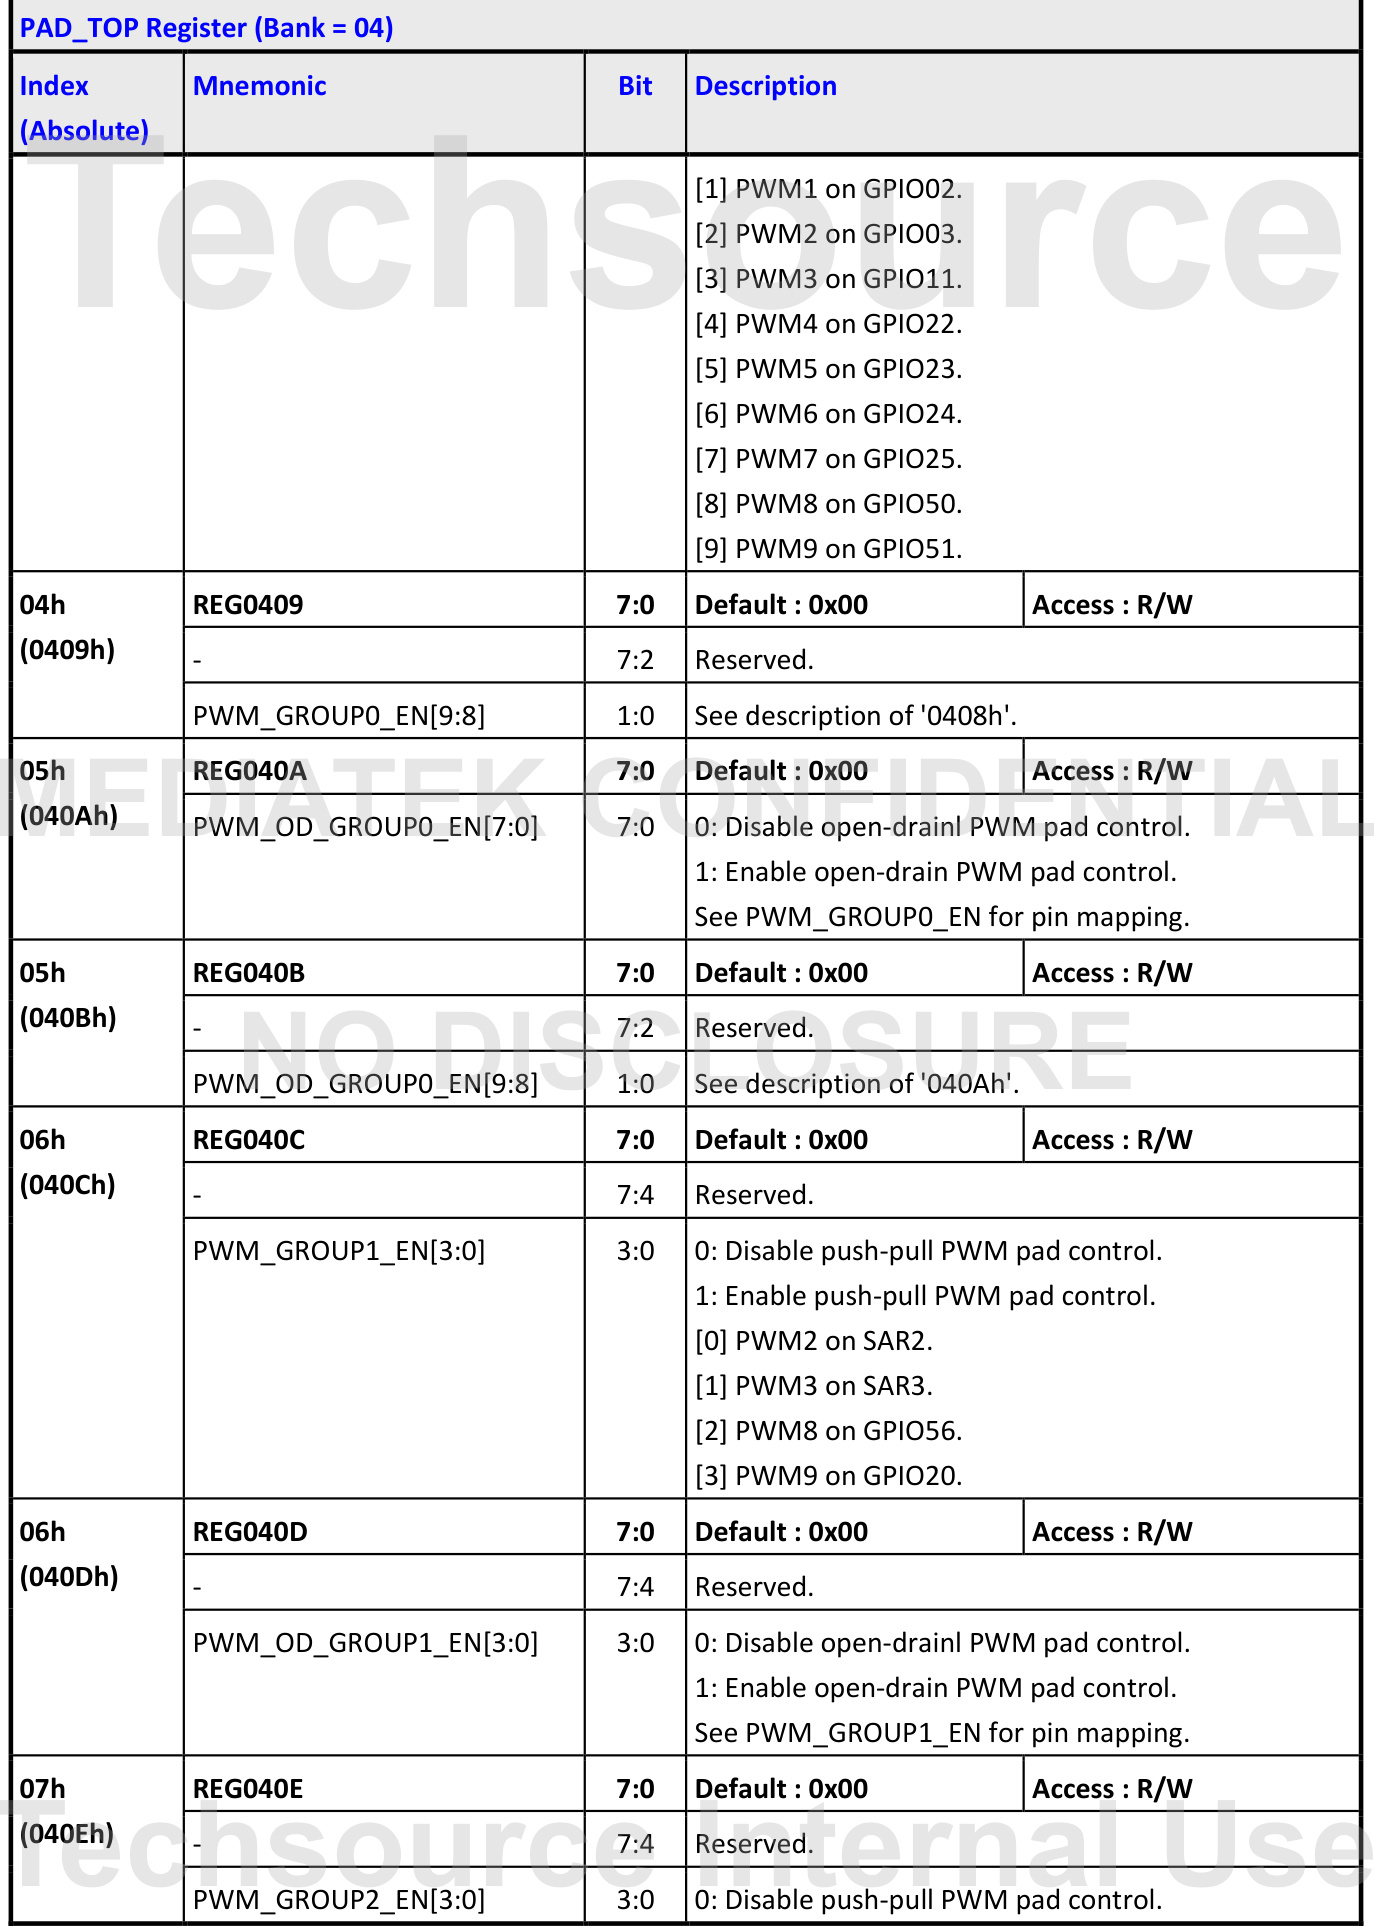 PAD_TOP Register (Bank = 04)
Index (Absolute) Mnemonic Bit Description
[1] PWM1 on GPIO02.
[2] PWM2 on GPIO03.
[3] PWM3 on GPIO11.
[4] PWM4 on GPIO22.
[5] PWM5 on GPIO23.
[6] PWM6 on GPIO24.
[7] PWM7 on GPIO25.
[8] PWM8 on GPIO50.
[9] PWM9 on GPIO51.
Techsource
04h REG0409 7:0 Default : 0x00 Access : R/W
(0409h) - 7:2 Reserved.
PWM_GROUP0_EN[9:8] 1:0 See description of '0408h'.
05h REG040A 7:0 Default : 0x00 Access : R/W
MEDIATEK CONFIDENTIAL
(040Ah) PWM_OD_GROUP0_EN[7:0] 7:0 0: Disable open-drainl PWM pad control.
1: Enable open-drain PWM pad control.
See PWM_GROUP0_EN for pin mapping.
05h REG040B 7:0 Default : 0x00 Access : R/W
(040Bh) - 7:2 Reserved.
NO DISCLOSURE
PWM_OD_GROUP0_EN[9:8] 1:0 See description of '040Ah'.
06h REG040C 7:0 Default : 0x00 Access : R/W
(040Ch) - 7:4 Reserved.
PWM_GROUP1_EN[3:0] 3:0 0: Disable push-pull PWM pad control.
1: Enable push-pull PWM pad control.
[0] PWM2 on SAR2.
[1] PWM3 on SAR3.
[2] PWM8 on GPIO56.
[3] PWM9 on GPIO20.
06h REG040D 7:0 Default : 0x00 Access : R/W
(040Dh) - 7:4 Reserved.
PWM_OD_GROUP1_EN[3:0] 3:0 0: Disable open-drainl PWM pad control.
1: Enable open-drain PWM pad control.
See PWM_GROUP1_EN for pin mapping.
07h REG040E 7:0 Default : 0x00 Access : R/W
(040Eh) - 7:4 Reserved.
Techsource Internal Use
PWM_GROUP2_EN[3:0] 3:0 0: Disable push-pull PWM pad control.